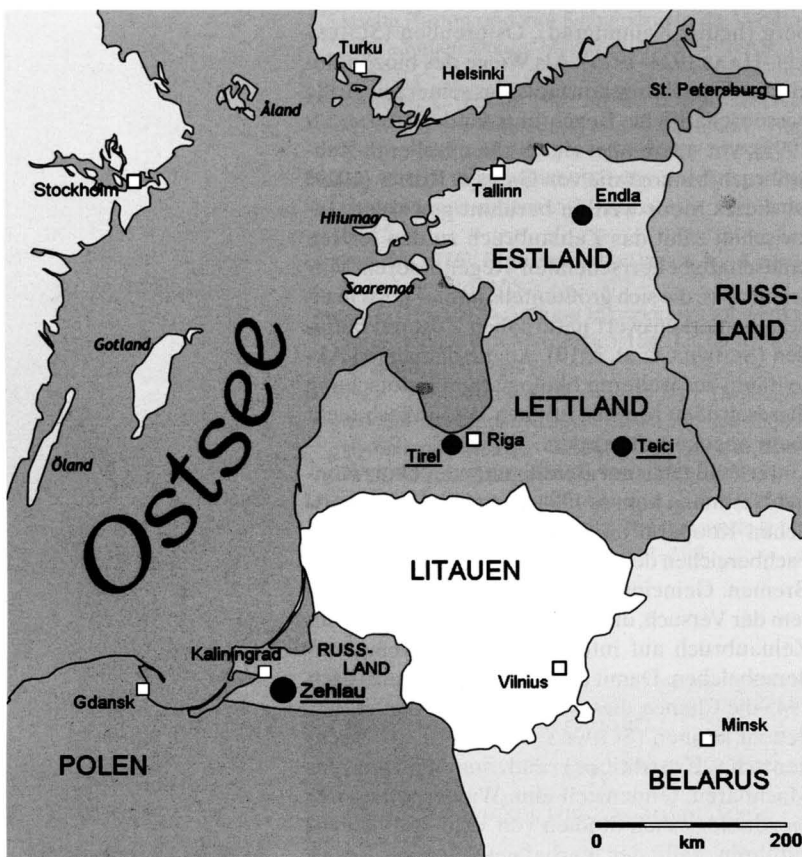 Turku
Helsinki
St. Petersburg
Åland
Stockholm
Tallinn
Endla
Hiiumaa
ESTLAND
Saaremaa
RUSS-
LAND
Gotland
LETTLAND
Riga
Tirel
Teici
Öland
Ostsee
LITAUEN
Kaliningrad
RUSS-
LAND
Vilnius
Gdansk
Zehlau
Minsk
POLEN
BELARUS
0
km
200